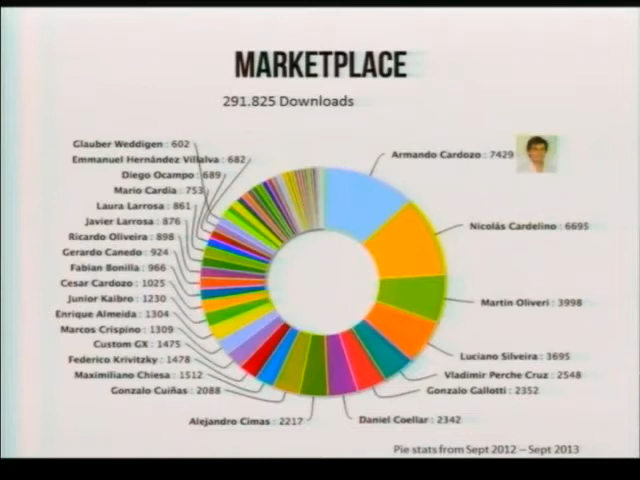 MARKETPLACE
291.825 Downloads
Glauber Weddigen : 602
Emmanuel Hernández Villalva : 682
Diego Ocampo : 689
Mario Cardia : 753
Laura Larrosa : 861
Javier Larrosa : 876
Ricardo Oliveira : 898
Gerardo Canedo : 924
Fabian Bonilla : 966
Cesar Cardozo : 1025
Junior Kaibro : 1230
Enrique Almeida : 1304
Marcos Crispino : 1309
Custom GX : 1475
Federico Krivitzky : 1478
Maximiliano Chiesa : 1512
Gonzalo Cuiñas : 2088
Alejandro Cimas : 2217
Armando Cardozo : 7429
Nicolás Cardelino : 6695
Martin Oliveri : 3998
Luciano Silveira : 3695
Vladimir Perche Cruz : 2548
Gonzalo Gallotti : 2352
Daniel Coellar : 2342
Pie stats from Sept 2012 – Sept 2013